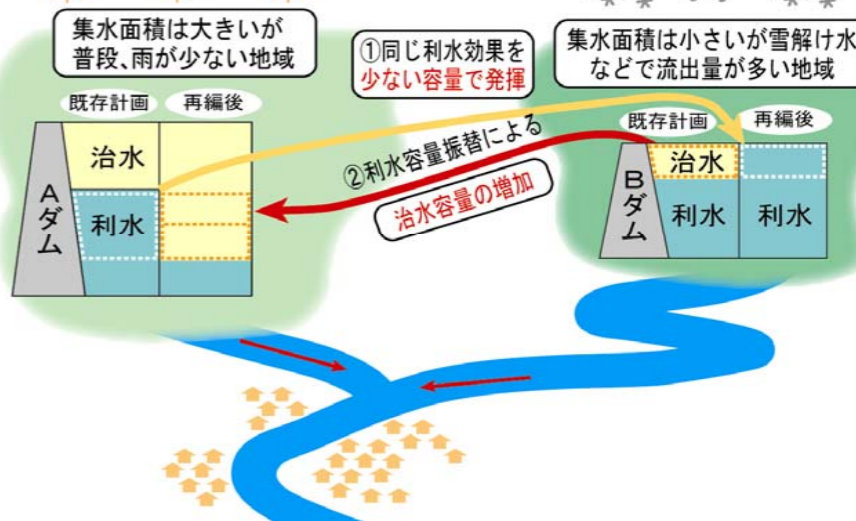 集水面積は大きいが
普段、雨が少ない地域
①同じ利水効果を
少ない容量で発揮
集水面積は小さいが雪解け水
などで流出量が多い地域
既存計画
再編後
Aダム
治水
利水
②利水容量振替による
治水容量の増加
既存計画
再編後
Bダム
治水
利水
利水